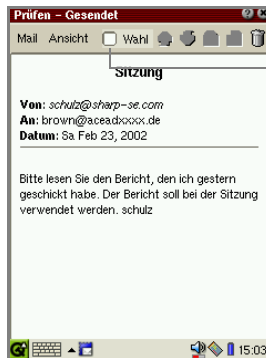 Prüfen - Gesendet
Mail Ansicht Wahl
Sitzung
Von: schulz@sharp-se.com
An: brown@aceadxxxx.de
Datum: Sa Feb 23, 2002
Bitte lesen Sie den Bericht, den ich gestern
geschickt habe. Der Bericht soll bei der Sitzung
verwendet werden. schulz
15:03